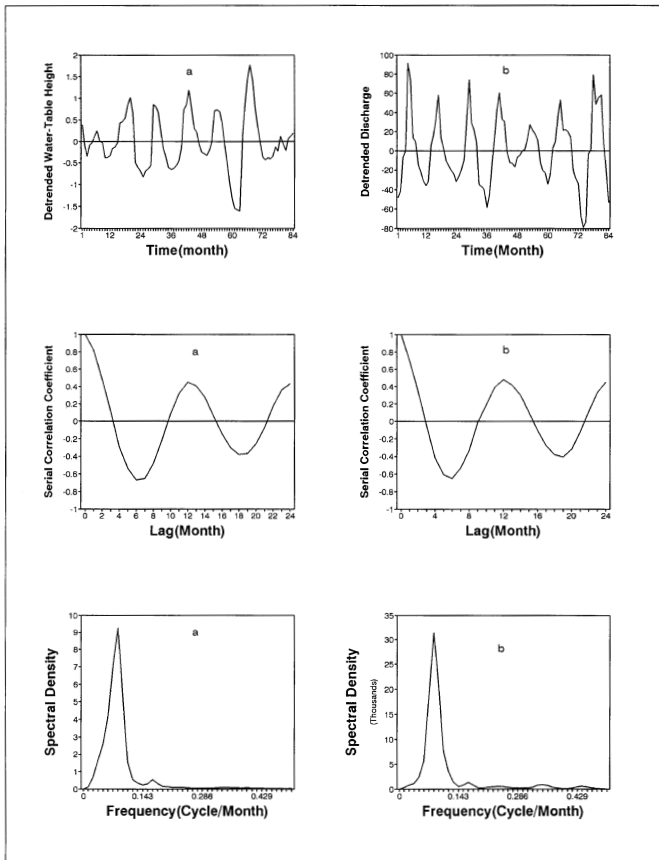 a
Detrended Water-Table Height
2
1.5
1
0.5
0
-0.5
-1
-1.5
-2
1 12 24 36 48 60 72 84
Time(month)
b
Detrended Discharge
100
80
60
40
20
0
-20
-40
-60
-80
1 12 24 36 48 60 72 84
Time(Month)
a
Serial Correlation Coefficient
1
0.8
0.6
0.4
0.2
0
-0.2
-0.4
-0.6
-0.8
-1
0 2 4 6 8 10 12 14 16 18 20 22 24
Lag(Month)
b
Serial Correlation Coefficient
1
0.8
0.6
0.4
0.2
0
-0.2
-0.4
-0.6
-0.8
-1
0 4 8 12 16 20 24
Lag(Month)
a
Spectral Density
10
9
8
7
6
5
4
3
2
1
0
0 0.143 0.286 0.429
Frequency(Cycle/Month)
b
Spectral Density
(Thousands)
35
30
25
20
15
10
5
0
0 0.143 0.286 0.429
Frequency(Cycle/Month)